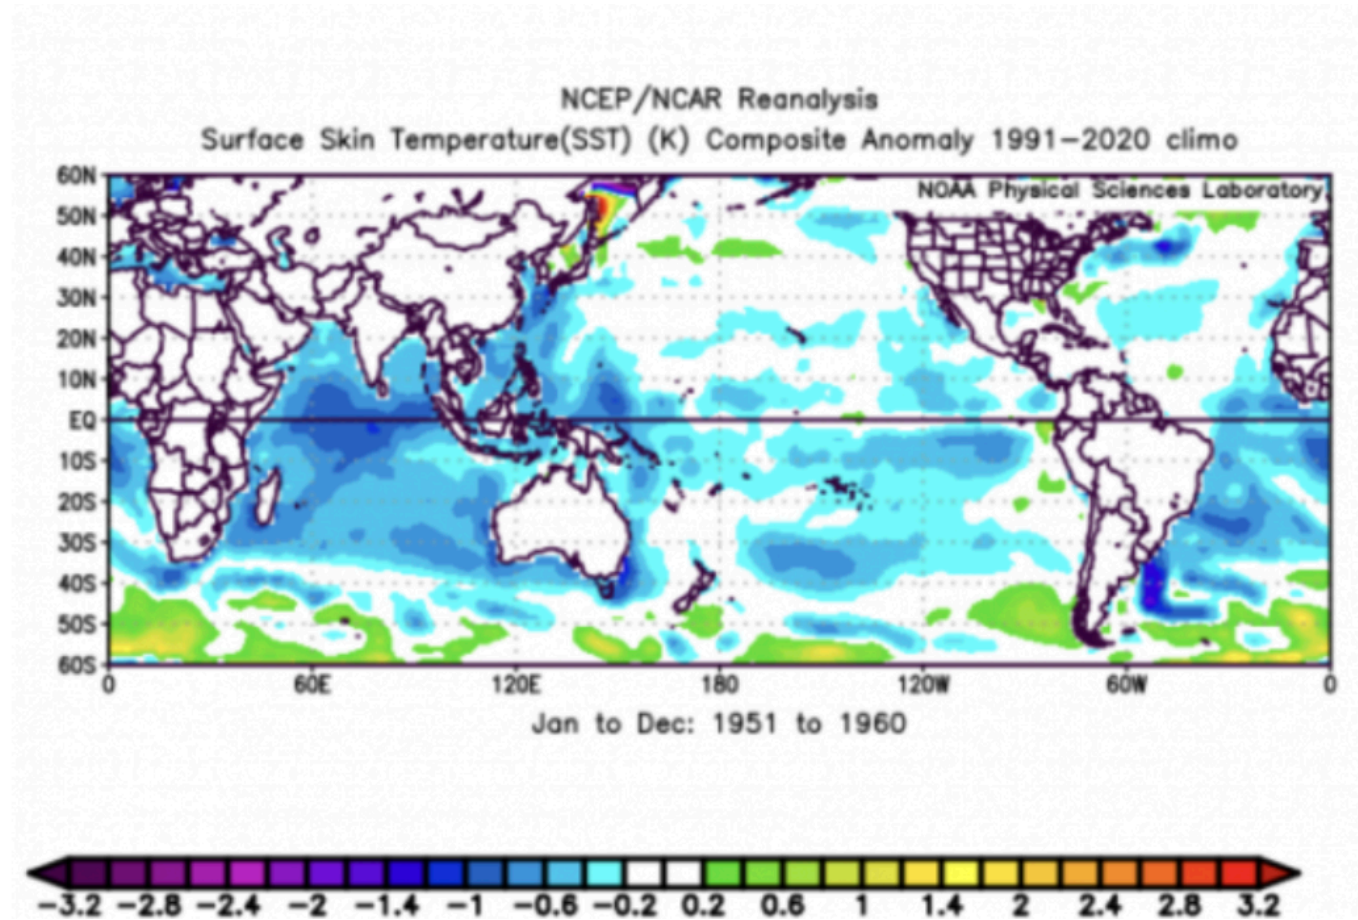 NCEP/NCAR Reanalysis
Surface Skin Temperature(SST) (K) Composite Anomaly 1991-2020 climo
NOAA Physical Sciences Laboratory
60N
50N
40N
30N
20N
10N
EQ
10S
20S
30S
40S
50S
60S
0 60E 120E 180 120W 60W 0
Jan to Dec: 1951 to 1960
-3.2 -2.8 -2.4 -2 -1.4 -1 -0.6 -0.2 0.2 0.6 1 1.4 2 2.4 2.8 3.2